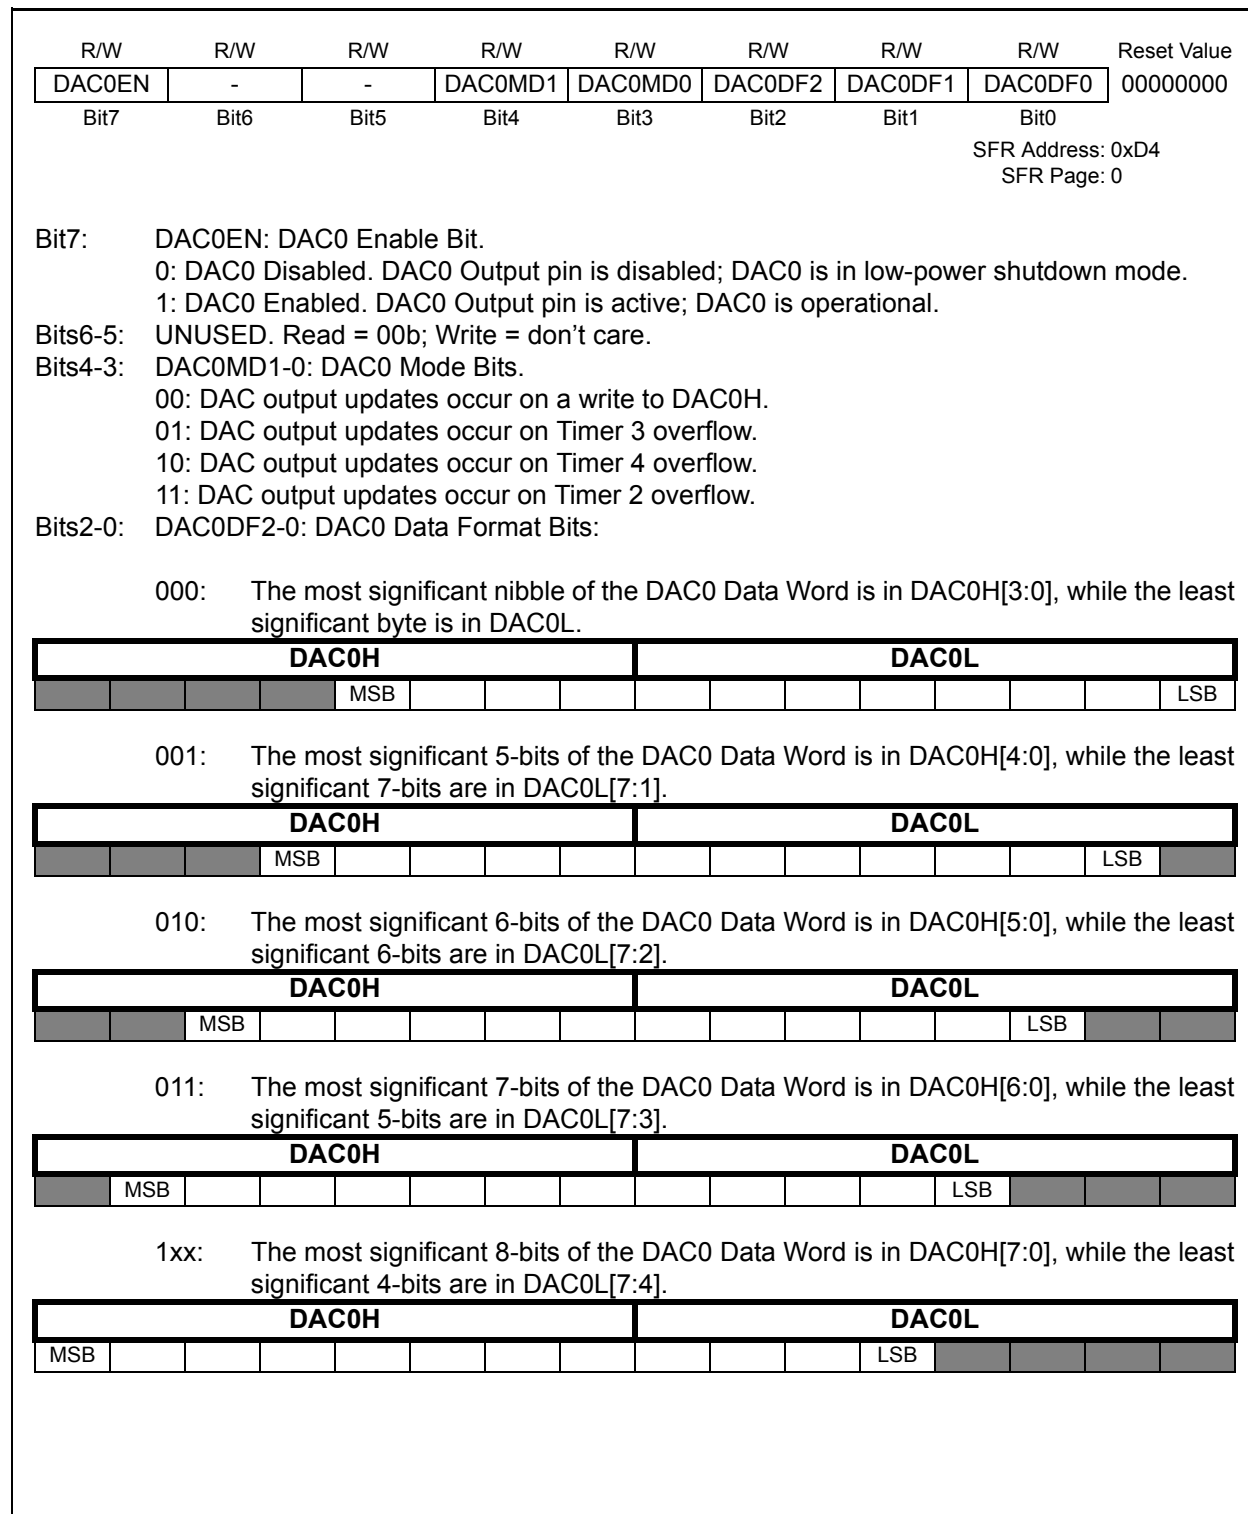 R/W R/W R/W R/W R/W R/W R/W R/W Reset Value
DAC0EN - - DAC0MD1 DAC0MD0 DAC0DF2 DAC0DF1 DAC0DF0 00000000
Bit7 Bit6 Bit5 Bit4 Bit3 Bit2 Bit1 Bit0
SFR Address: 0xD4
SFR Page: 0
Bit7: DAC0EN: DAC0 Enable Bit.
0: DAC0 Disabled. DAC0 Output pin is disabled; DAC0 is in low-power shutdown mode.
1: DAC0 Enabled. DAC0 Output pin is active; DAC0 is operational.
Bits6-5: UNUSED. Read = 00b; Write = don’t care.
Bits4-3: DAC0MD1-0: DAC0 Mode Bits.
00: DAC output updates occur on a write to DAC0H.
01: DAC output updates occur on Timer 3 overflow.
10: DAC output updates occur on Timer 4 overflow.
11: DAC output updates occur on Timer 2 overflow.
Bits2-0: DAC0DF2-0: DAC0 Data Format Bits:
000: The most significant nibble of the DAC0 Data Word is in DAC0H[3:0], while the least
significant byte is in DAC0L.
DAC0H DAC0L
MSB LSB
001: The most significant 5-bits of the DAC0 Data Word is in DAC0H[4:0], while the least
significant 7-bits are in DAC0L[7:1].
DAC0H DAC0L
MSB LSB
010: The most significant 6-bits of the DAC0 Data Word is in DAC0H[5:0], while the least
significant 6-bits are in DAC0L[7:2].
DAC0H DAC0L
MSB LSB
011: The most significant 7-bits of the DAC0 Data Word is in DAC0H[6:0], while the least
significant 5-bits are in DAC0L[7:3].
DAC0H DAC0L
MSB LSB
1xx: The most significant 8-bits of the DAC0 Data Word is in DAC0H[7:0], while the least
significant 4-bits are in DAC0L[7:4].
DAC0H DAC0L
MSB LSB